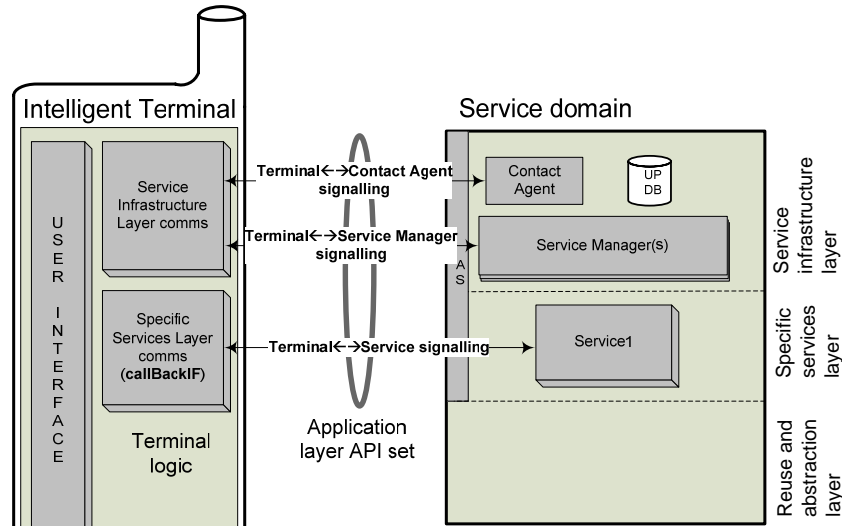 Intelligent Terminal
Service domain
USER INTERFACE
Service
Infrastructure
Layer comms
Specific
Services Layer
comms
(callBackIF)
Terminal
logic
Terminal←→Contact Agent
signalling
Terminal←→Service Manager
signalling
Terminal←→Service signalling
Application
layer API set
AS
Contact
Agent
UP
DB
Service Manager(s)
Service1
Service
infrastructure
layer
Specific
services
layer
Reuse and
abstraction
layer